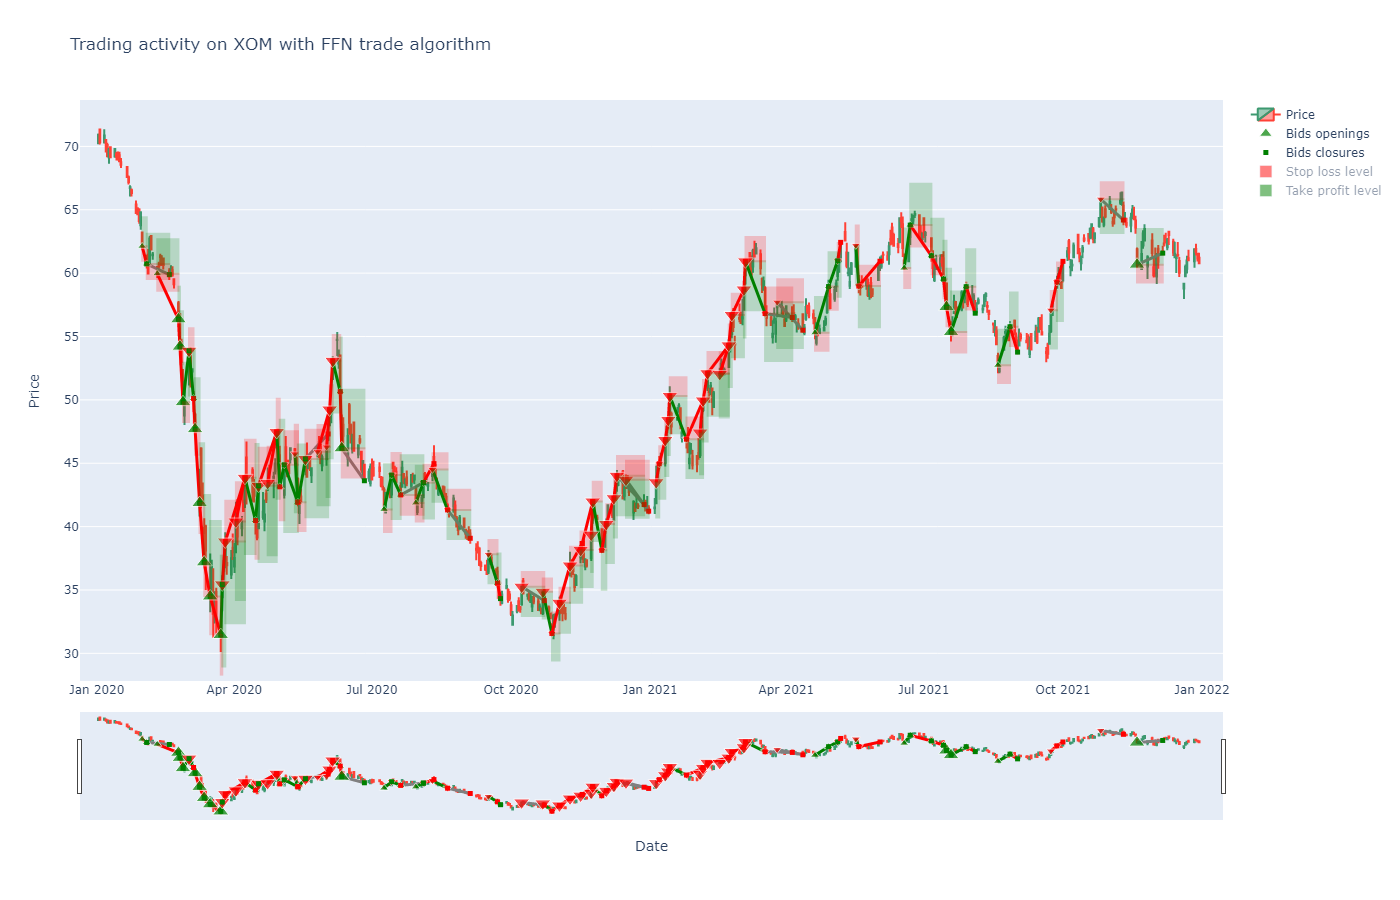 Trading activity on XOM with FFN trade algorithm
Price
Bids openings
Bids closures
Stop loss level
Take profit level
70
65
60
55
50
45
40
35
30
Price
Jan 2020
Apr 2020
Jul 2020
Oct 2020
Jan 2021
Apr 2021
Jul 2021
Oct 2021
Jan 2022
Date